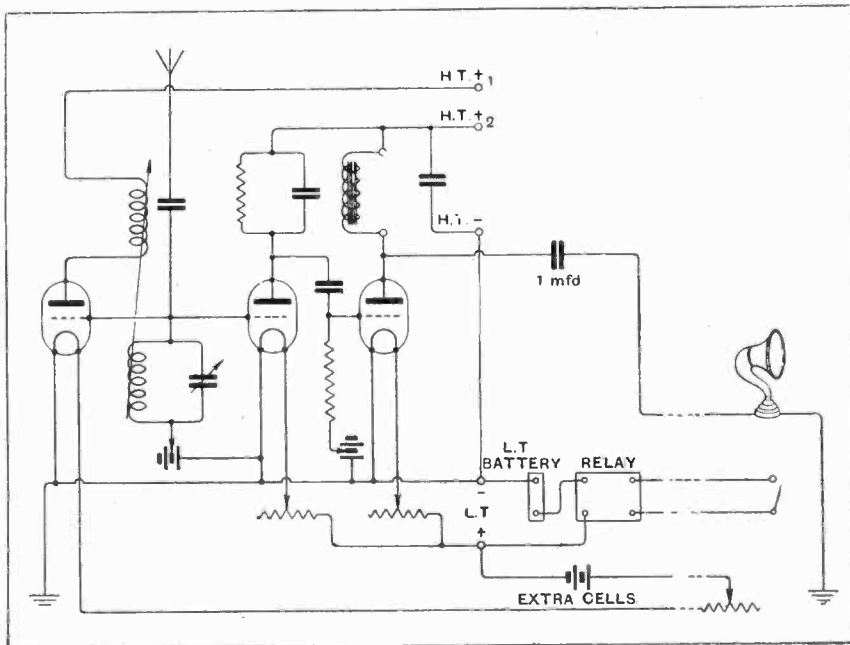 H.T.+1
H.T.+2
H.T.-
1 mfd
L.T
BATTERY
RELAY
-
L.T
+
EXTRA CELLS